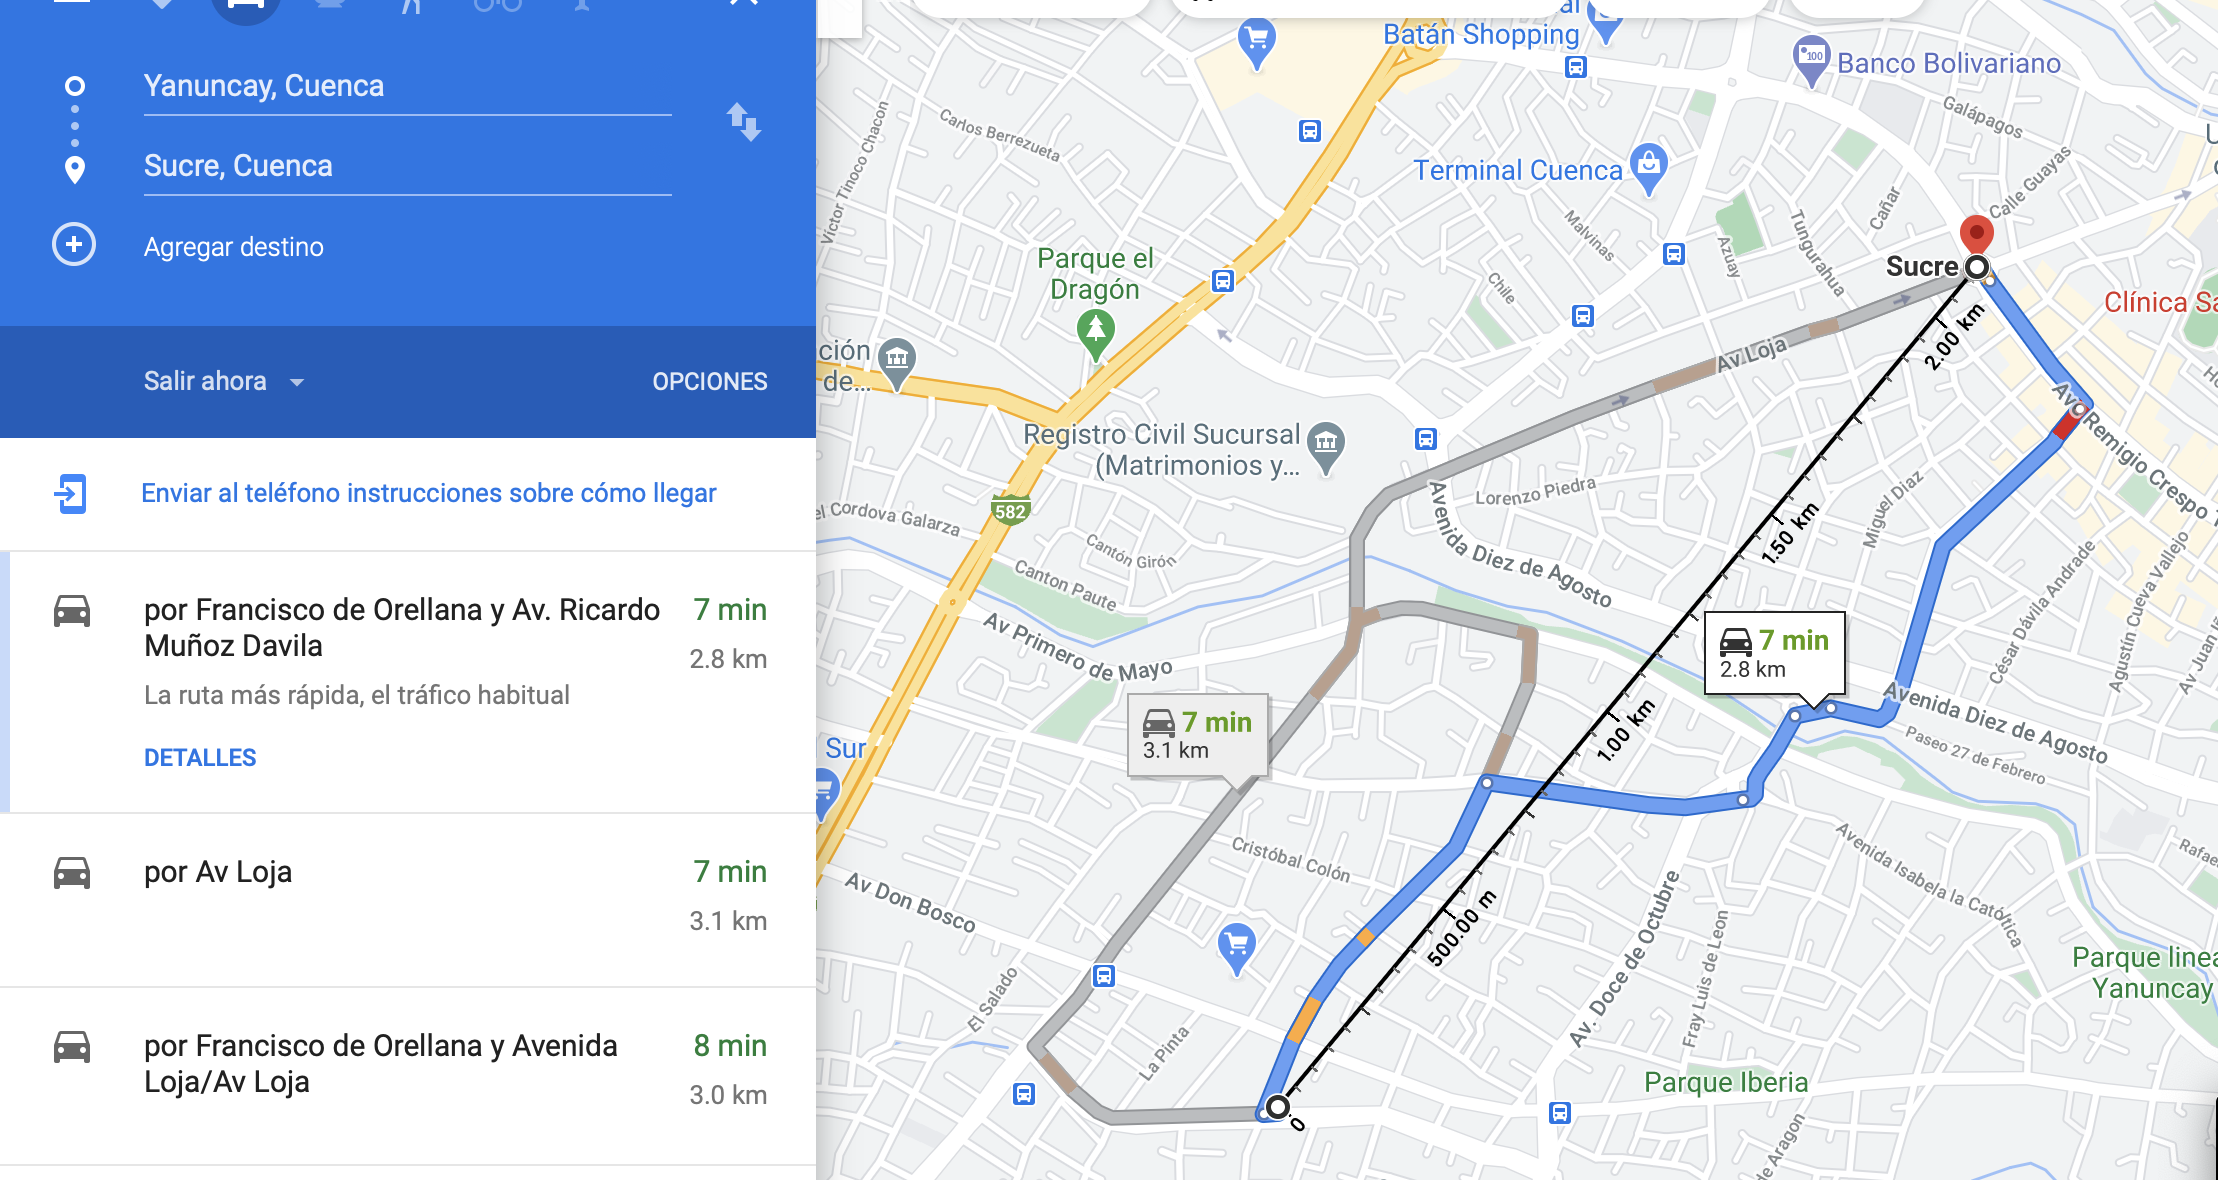 Yanuncay, Cuenca
Sucre, Cuenca
Agregar destino
Salir ahora
OPCIONES
Enviar al teléfono instrucciones sobre cómo llegar
por Francisco de Orellana y Av. Ricardo
Muñoz Davila
7 min
2.8 km
La ruta más rápida, el tráfico habitual
DETALLES
por Av Loja
7 min
3.1 km
por Francisco de Orellana y Avenida
Loja/Av Loja
8 min
3.0 km
Batán Shopping
Banco Bolivariano
100
Galápagos
Carlos Berrezueta
Victor Tinoco Chacon
Terminal Cuenca
Calle Guayas
Cañar
Malvinas
Tungurahua
Azuay
Parque el
Dragón
Chile
Sucre
Clínica
ción
de...
2.00 km
Av Loja
Registro Civil Sucursal
(Matrimonios y...
Av Remigio Crespo
582
Cordova Galarza
Lorenzo Piedra
Avenida Diez de Agosto
Miguel Diaz
1.50 km
Cantón Girón
Canton Paute
César Dávila Andrade
Agustín Cueva Vallejo
Av Juan
Av Primero de Mayo
7 min
2.8 km
7 min
3.1 km
1.00 km
Avenida Diez de Agosto
Paseo 27 de Febrero
Sur
Cristóbal Colón
Avenida Isabela la Católtica
Rafae
Av Don Bosco
500.00 m
Av. Doce de Octubre
Fray Luis de Leon
Parque linea
Yanuncay
El Salado
La Pinta
Parque Iberia
0
de Aragon